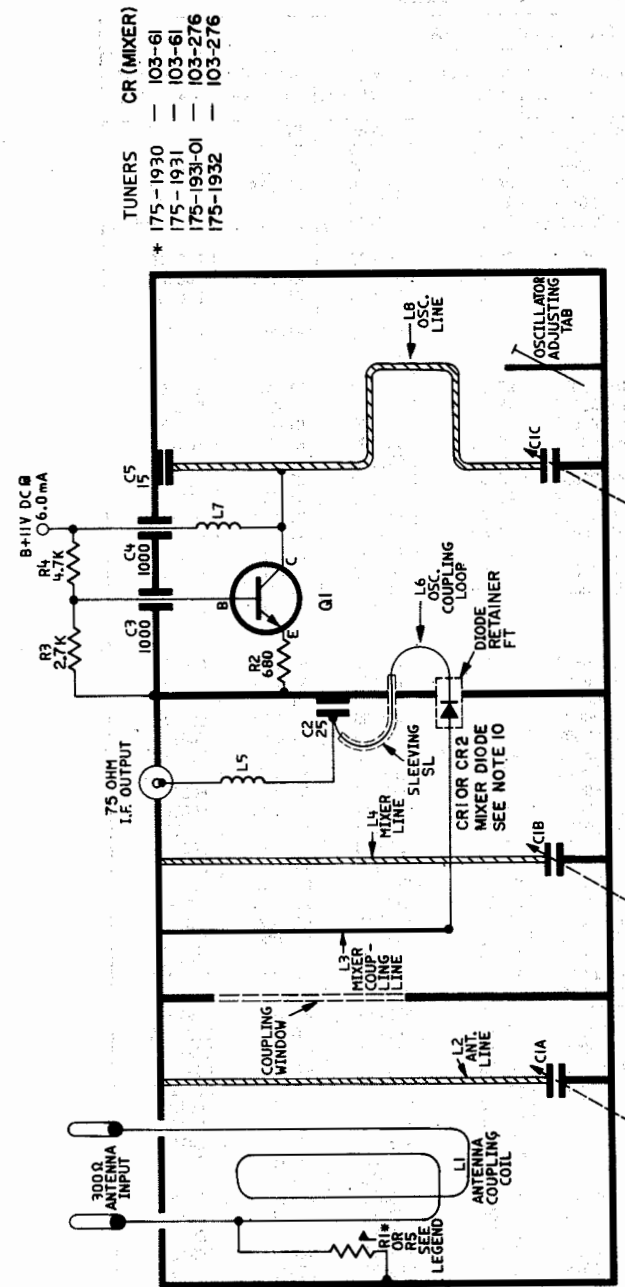 TUNERS CR (MIXER)
* 175-1930 — 103-61
175-1931 — 103-61
175-1931-01 — 103-276
175-1932 — 103-276
B+11V DC @
6.0mA
R4
4.7K
R3
2.7K
C5
15
C4
1000
C3
1000
L7
B
C
E
Q1
R2
680
L8
OSC.
LINE
OSCILLATOR
ADJUSTING
TAB
C1C
L6
OSC.
COUPLING
LOOP
DIODE
RETAINER
FT
75 OHM
I.F. OUTPUT
L5
C2
25
SLEEVING
SL
CR1 OR CR2
MIXER DIODE
SEE NOTE 10
L4
MIXER
LINE
C1B
L3
MIXER
COUP-
LING
LINE
COUPLING
WINDOW
L2
ANT.
LINE
C1A
300Ω
ANTENNA
INPUT
L1
ANTENNA
COUPLING
COIL
R1*
OR
R5
SEE
LEGEND